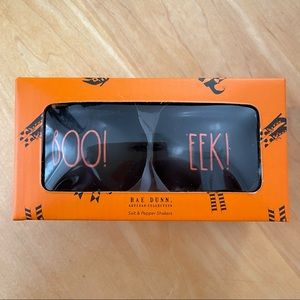 BOO!
EEK!
RAE DUNN.
ARTISAN COLLECTION
Salt & Pepper Shakers